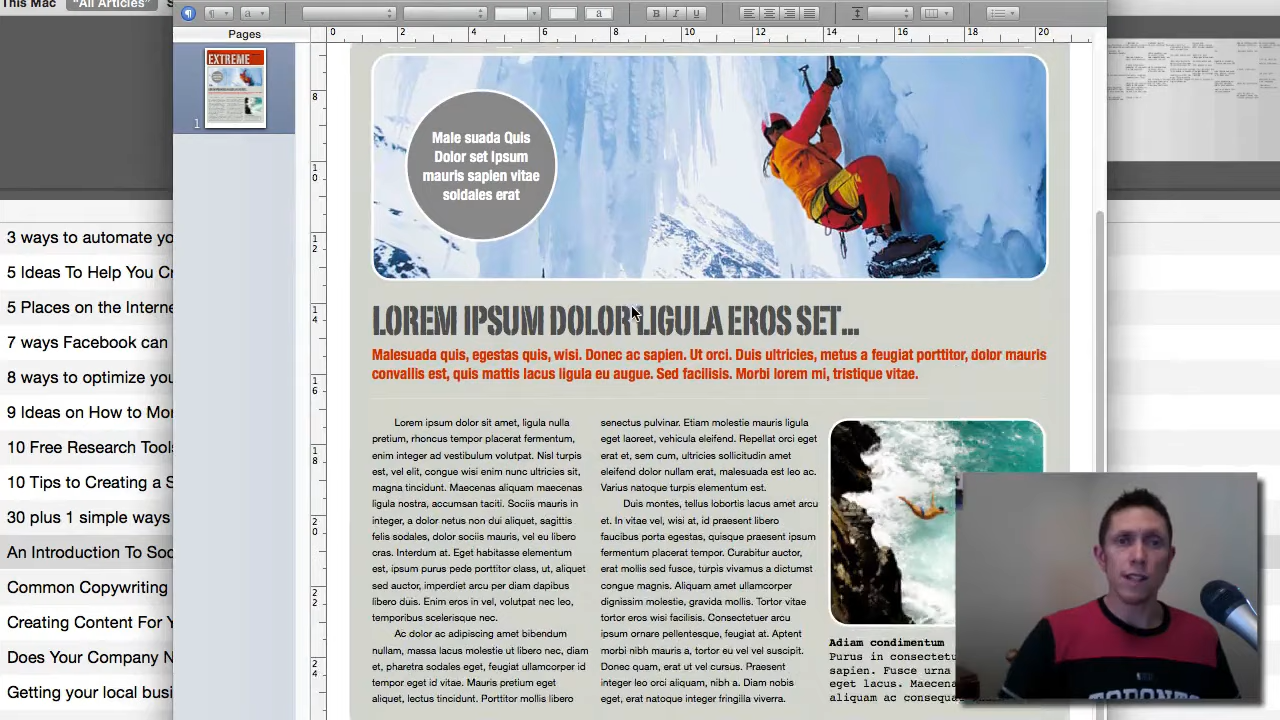 his Mac
"All Articles"
S
a
B
I
U
a
Pages
0
2
4
6
8
10
12
14
16
18
20
EXTREME
1
8
10
12
14
16
18
20
22
24
3 ways to automate yo
5 Ideas To Help You Cr
5 Places on the Interne
7 ways Facebook can
8 ways to optimize you
9 Ideas on How to Mor
10 Free Research Tools
10 Tips to Creating a S
30 plus 1 simple ways
An Introduction To Soc
Common Copywriting
Creating Content For Y
Does Your Company N
Getting your local busi
Male suada Quis
Dolor set Ipsum
mauris sapien vitae
soldales erat
LOREM IPSUM DOLOR LIGULA EROS SET...
Malesuada quis, egestas quis, wisi. Donec ac sapien. Ut orci. Duis ultricies, metus a feugiat porttitor, dolor mauris
convallis est, quis mattis lacus ligula eu augue. Sed facilisis. Morbi lorem mi, tristique vitae.
Lorem ipsum dolor sit amet, ligula nulla
pretium, rhoncus tempor placerat fermentum,
enim integer ad vestibulum volutpat. Nisl turpis
est, vel elit, congue wisi enim nunc ultricies sit,
magna tincidunt. Maecenas aliquam maecenas
ligula nostra, accumsan taciti. Sociis mauris in
integer, a dolor netus non dui aliquet, sagittis
felis sodales, dolor sociis mauris, vel eu libero
cras. Interdum at. Eget habitasse elementum
est, ipsum purus pede porttitor class, ut, aliquet
sed auctor, imperdiet arcu per diam dapibus
libero duis. Enim eros in vel, volutpat nec leo,
temporibus scelerisque nec.
Ac dolor ac adipiscing amet bibendum
nullam, massa lacus molestie ut libero nec, diam
et, pharetra sodales eget, feugiat ullamcorper id
tempor eget id vitae. Mauris pretium eget
aliquet, lectus tincidunt. Porttitor mollis libero
senectus pulvinar. Etiam molestie mauris ligula
eget laoreet, vehicula eleifend. Repellat orci eget
erat et, sem cum, ultricies sollicitudin amet
eleifend dolor nullam erat, malesuada est leo ac.
Varius natoque turpis elementum est.
Duis montes, tellus lobortis lacus amet arcu
et. In vitae vel, wisi at, id praesent libero
faucibus porta egestas, quisque praesent ipsum
fermentum placerat tempor. Curabitur auctor,
erat mollis sed fusce, turpis vivamus a dictumst
congue magnis. Aliquam amet ullamcorper
dignissim molestie, gravida mollis. Tortor vitae
tortor eros wisi facilisis. Consectetuer arcu
ipsum ornare pellentesque, feugiat at. Aptent
morbi nibh mauris a, tortor eu vel vel suscipit.
Donec quam, erat ut vel cursus. Praesent
integer leo orci aliquam, nibh a. Diam nobis
eget, erat natoque integer fringilla viverra.
Adiam condimentum
Purus in consectetu
sapien. Fusce urna
eget lacus. Maecena
aliquam ac consequa
TORONTO